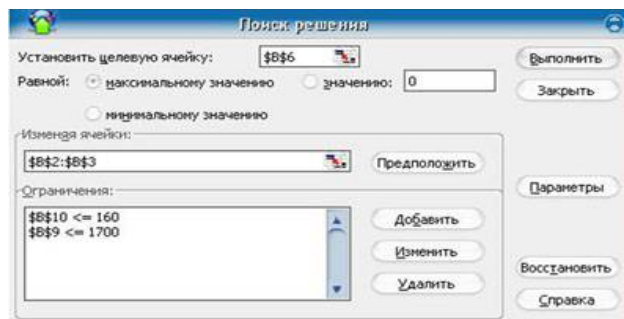 Поиск решения
Установить целевую ячейку: $B$6 Выполнить
Равной: максимальному значению значению: 0 Закрыть
минимальному значению
Изменяя ячейки:
$B$2:$B$3 Предположить
Ограничения: Параметры
$B$10 <= 160 Добавить
$B$9 <= 1700
Изменить
Восстановить
Удалить
Справка